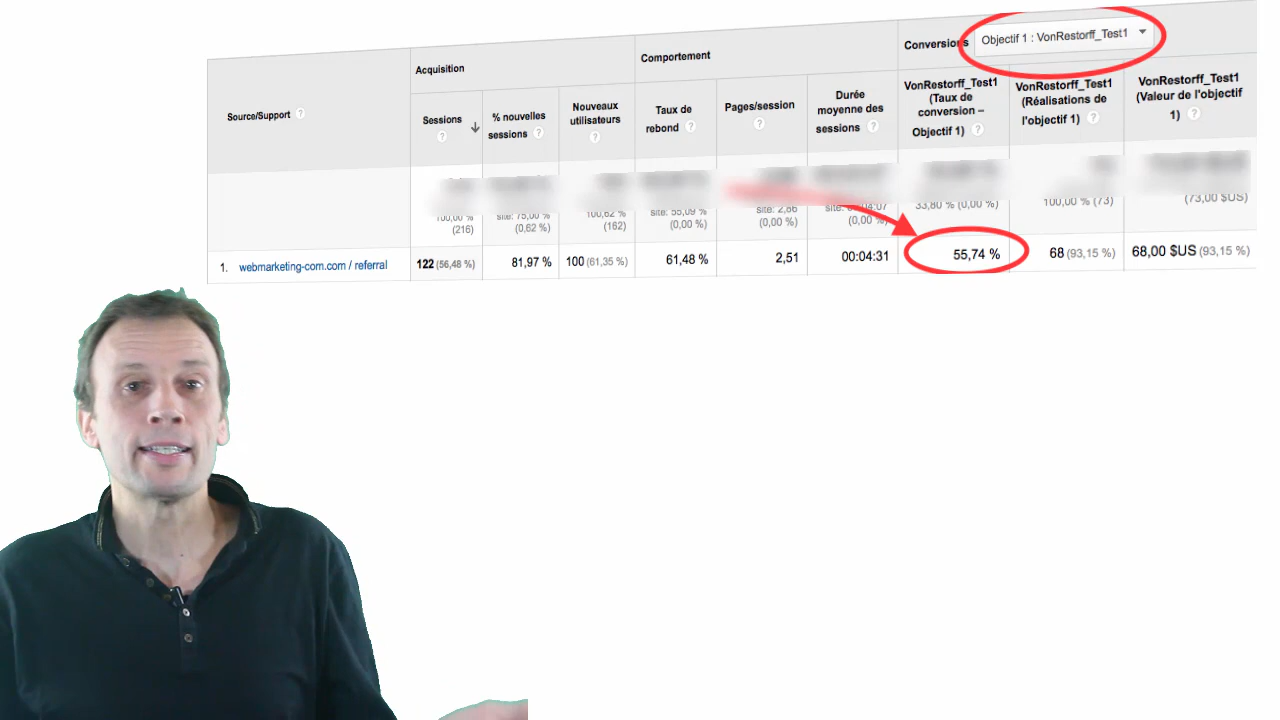 Conversions Objectif 1 : VonRestorff_Test1
Acquisition
Comportement
Source/Support ?
Sessions
?
% nouvelles
sessions ?
Nouveaux
utilisateurs
?
Taux de
rebond ?
Pages/session
?
Durée
moyenne des
sessions ?
VonRestorff_Test1
(Taux de
conversion –
Objectif 1) ?
VonRestorff_Test1
(Réalisations de
l'objectif 1) ?
VonRestorff_Test1
(Valeur de l'objectif
1) ?
100,00 %
(216)
site: 75,00 %
(0,62 %)
100,62 %
(162)
site: 55,09 %
(0,00 %)
site: 2,86
(0,00 %)
site: 00:04:07
(0,00 %)
33,80 % (0,00 %)
100,00 % (73)
(73,00 $US)
1. webmarketing-com.com / referral 122 (56,48 %) 81,97 % 100 (61,35 %) 61,48 % 2,51 00:04:31 55,74 % 68 (93,15 %) 68,00 $US (93,15 %)